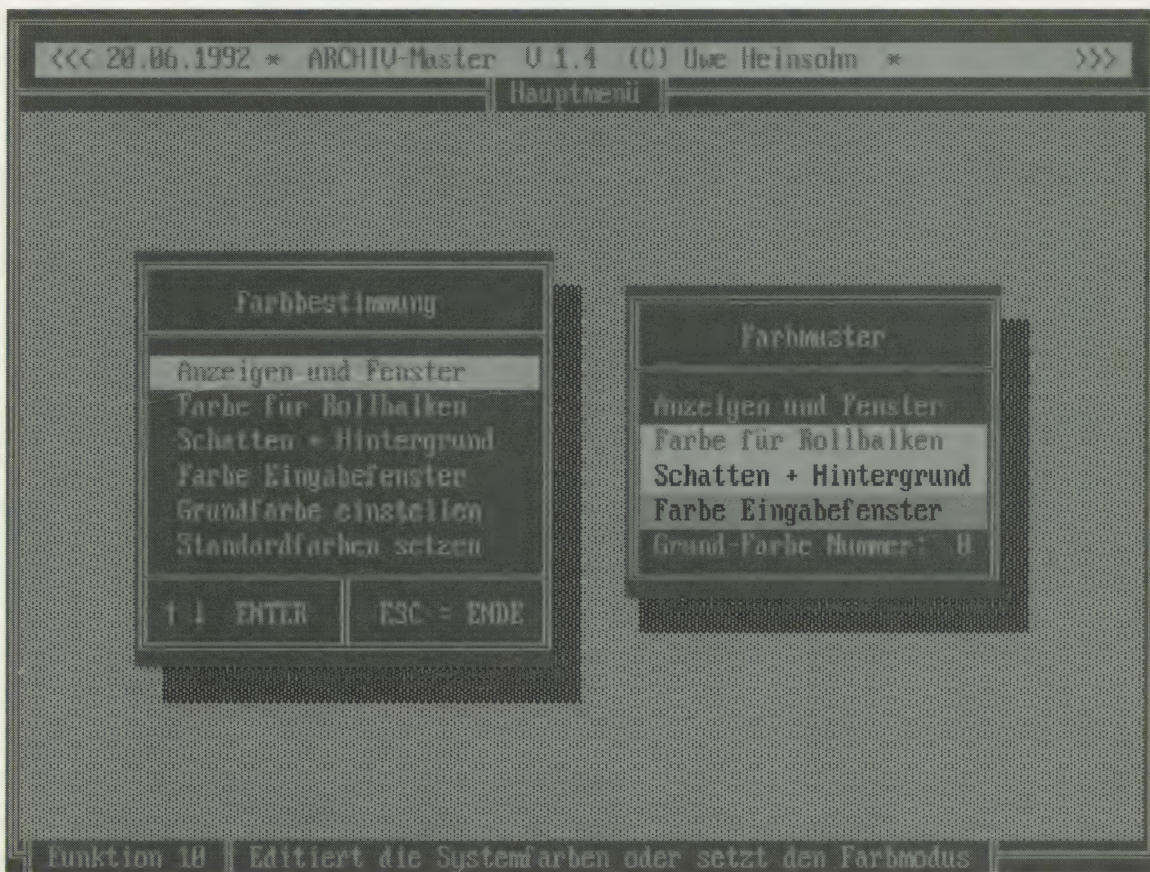 <<< 20.06.1992 * ARCHIV-Master V 1.4 (C) Uwe Heinsohn * >>>
Hauptmenü
Farbbestimmung
Anzeigen und Fenster
Farbe für Rollbalken
Schatten + Hintergrund
Farbe Eingabefenster
Grundfarbe einstellen
Standardfarben setzen
↑ ↓ ENTER ESC = ENDE
Farbmuster
Anzeigen und Fenster
Farbe für Rollbalken
Schatten + Hintergrund
Farbe Eingabefenster
Grund-Farbe Nummer: 0
Funktion 10 Editiert die Systemfarben oder setzt den Farbmodus